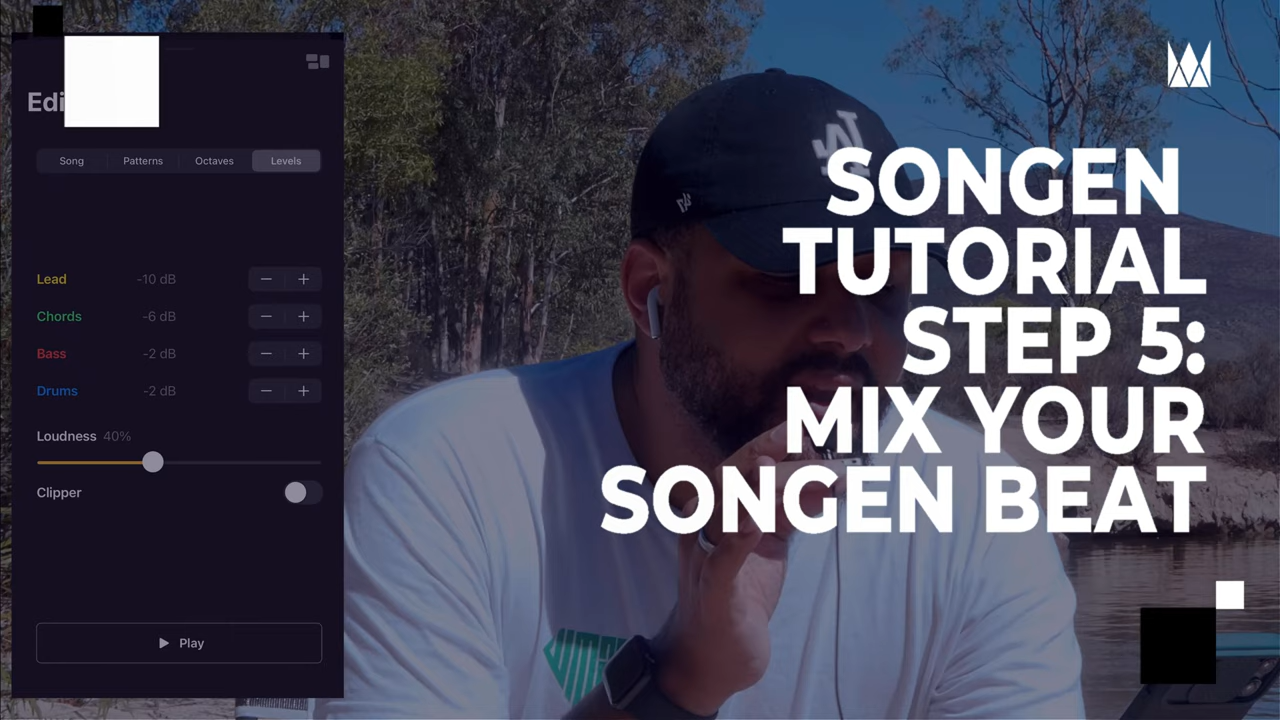 Edi
Song Patterns Octaves Levels
Lead -10 dB
Chords -6 dB
Bass -2 dB
Drums -2 dB
Loudness 40%
Clipper
Play
LA
SONGEN
TUTORIAL
STEP 5:
MIX YOUR
SONGEN BEAT